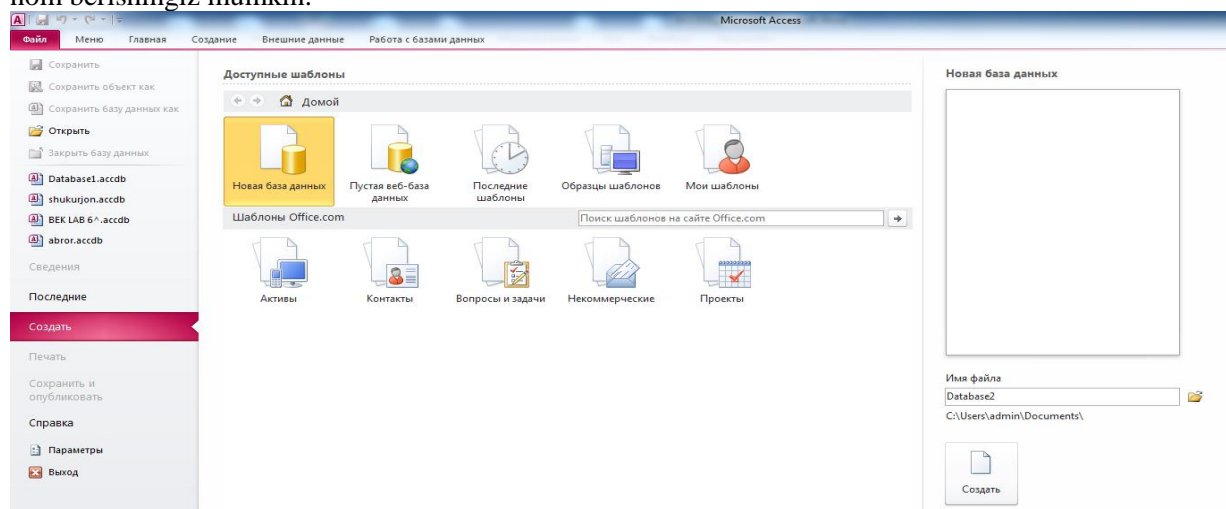 nom berishingiz mumkin.
Microsoft Access
Файл Меню Главная Создание Внешние данные Работа с базами данных
Сохранить
Сохранить объект как
Сохранить базу данных как
Открыть
Закрыть базу данных
Database1.accdb
shukurjon.accdb
BEK LAB 6^.accdb
abror.accdb
Сведения
Последние
Создать
Печать
Сохранить и
опубликовать
Справка
Параметры
Выход
Доступные шаблоны
Домой
Новая база данных
Пустая веб-база
данных
Последние
шаблоны
Образцы шаблонов
Мои шаблоны
Шаблоны Office.com
Поиск шаблонов на сайте Office.com
Активы
Контакты
Вопросы и задачи
Некоммерческие
Проекты
Новая база данных
Имя файла
Database2
C:\Users\admin\Documents\
Создать